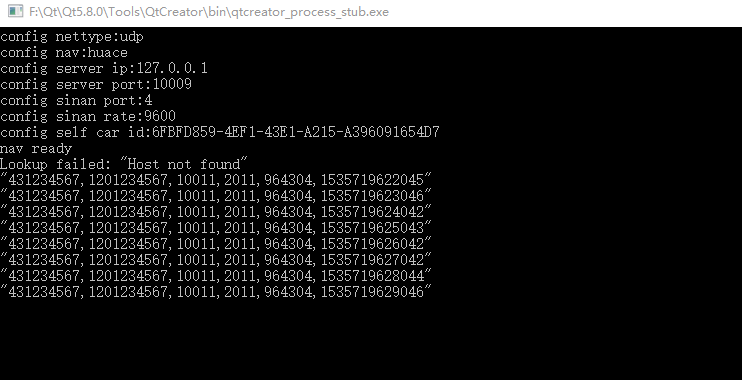 F:\Qt\Qt5.8.0\Tools\QtCreator\bin\qtcreator_process_stub.exe
config nettype:udp
config nav:huace
config server ip:127.0.0.1
config server port:10009
config sinan port:4
config sinan rate:9600
config self car id:6FBFD859-4EF1-43E1-A215-A396091654D7
nav ready
Lookup failed: "Host not found"
"431234567,1201234567,10011,2011,964304,1535719622045"
"431234567,1201234567,10011,2011,964304,1535719623046"
"431234567,1201234567,10011,2011,964304,1535719624042"
"431234567,1201234567,10011,2011,964304,1535719625043"
"431234567,1201234567,10011,2011,964304,1535719626042"
"431234567,1201234567,10011,2011,964304,1535719627042"
"431234567,1201234567,10011,2011,964304,1535719628044"
"431234567,1201234567,10011,2011,964304,1535719629046"